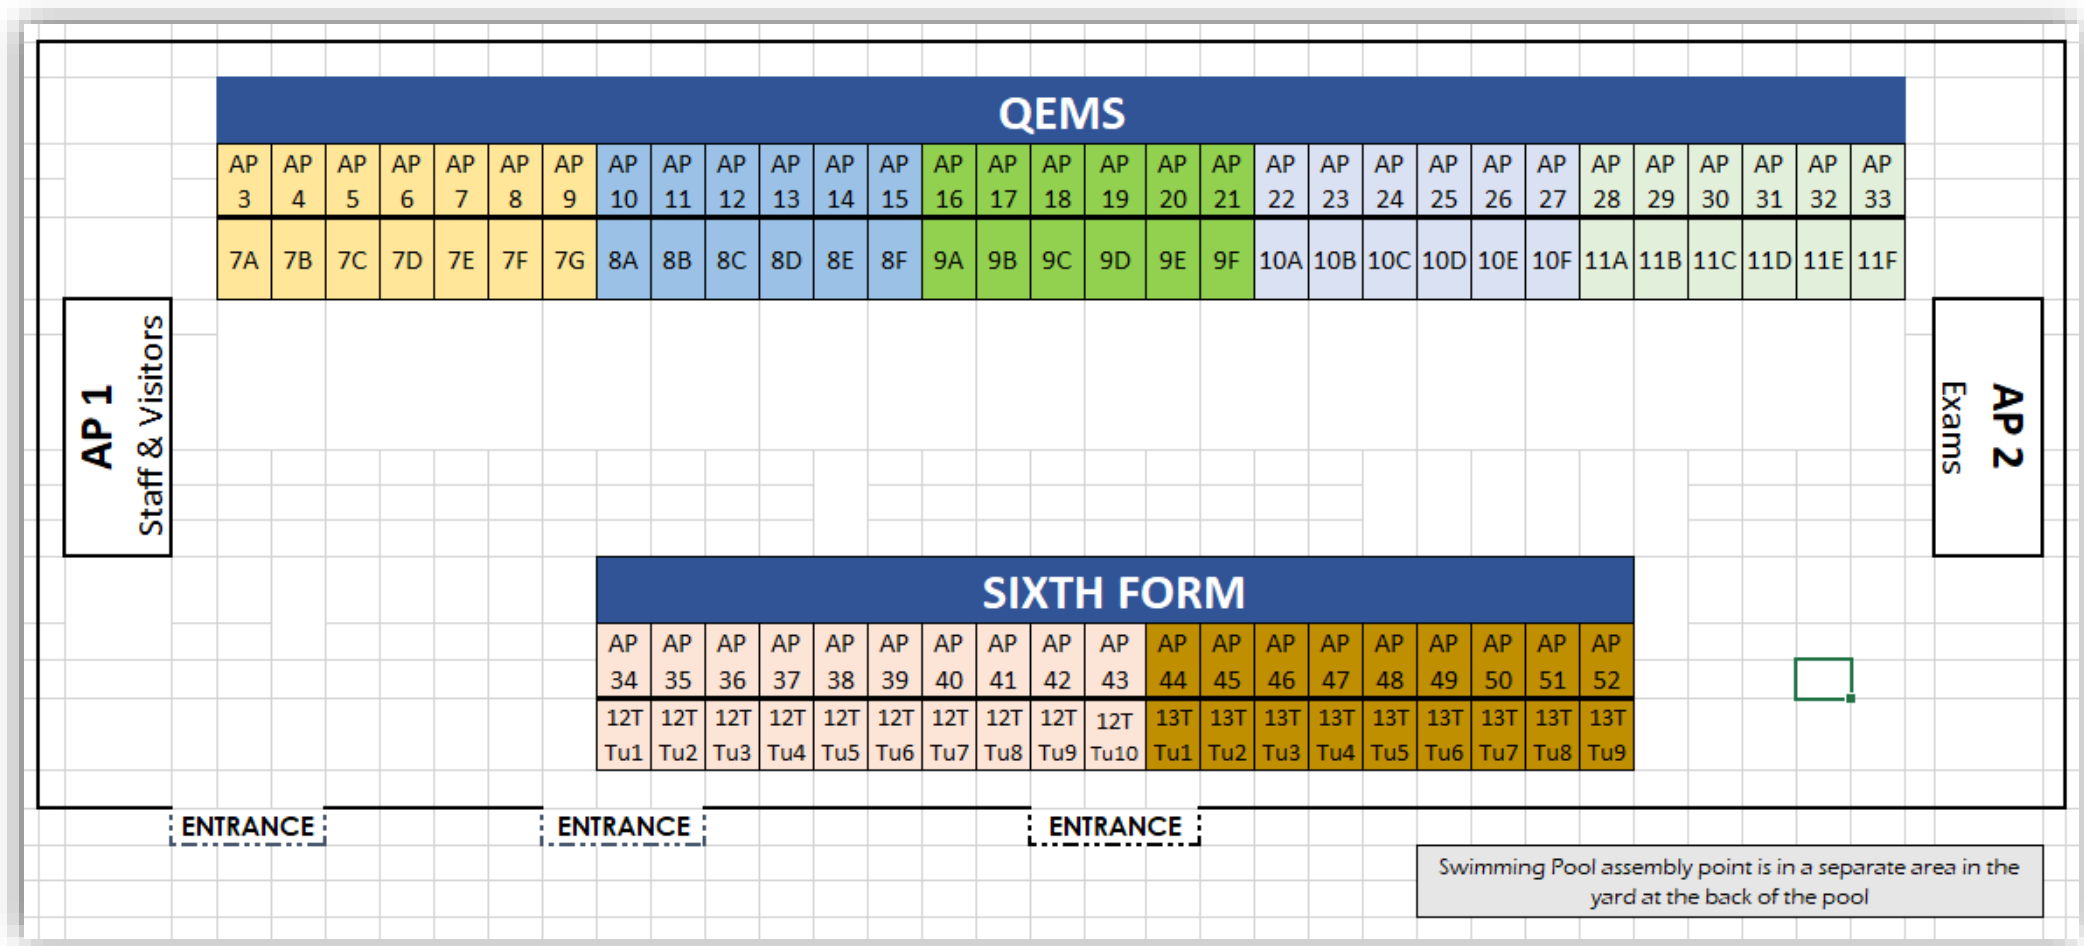 QEMS
AP AP AP AP AP AP AP AP AP AP AP AP AP AP AP AP AP AP AP AP AP AP AP AP AP AP AP AP AP AP AP
3 4 5 6 7 8 9 10 11 12 13 14 15 16 17 18 19 20 21 22 23 24 25 26 27 28 29 30 31 32 33
7A 7B 7C 7D 7E 7F 7G 8A 8B 8C 8D 8E 8F 9A 9B 9C 9D 9E 9F 10A 10B 10C 10D 10E 10F 11A 11B 11C 11D 11E 11F
AP 1
Staff & Visitors
AP 2
Exams
SIXTH FORM
AP AP AP AP AP AP AP AP AP AP AP AP AP AP AP AP AP AP AP
34 35 36 37 38 39 40 41 42 43 44 45 46 47 48 49 50 51 52
12T 12T 12T 12T 12T 12T 12T 12T 12T 12T 13T 13T 13T 13T 13T 13T 13T 13T 13T
Tu1 Tu2 Tu3 Tu4 Tu5 Tu6 Tu7 Tu8 Tu9 Tu10 Tu1 Tu2 Tu3 Tu4 Tu5 Tu6 Tu7 Tu8 Tu9
ENTRANCE ENTRANCE ENTRANCE
Swimming Pool assembly point is in a separate area in the
yard at the back of the pool